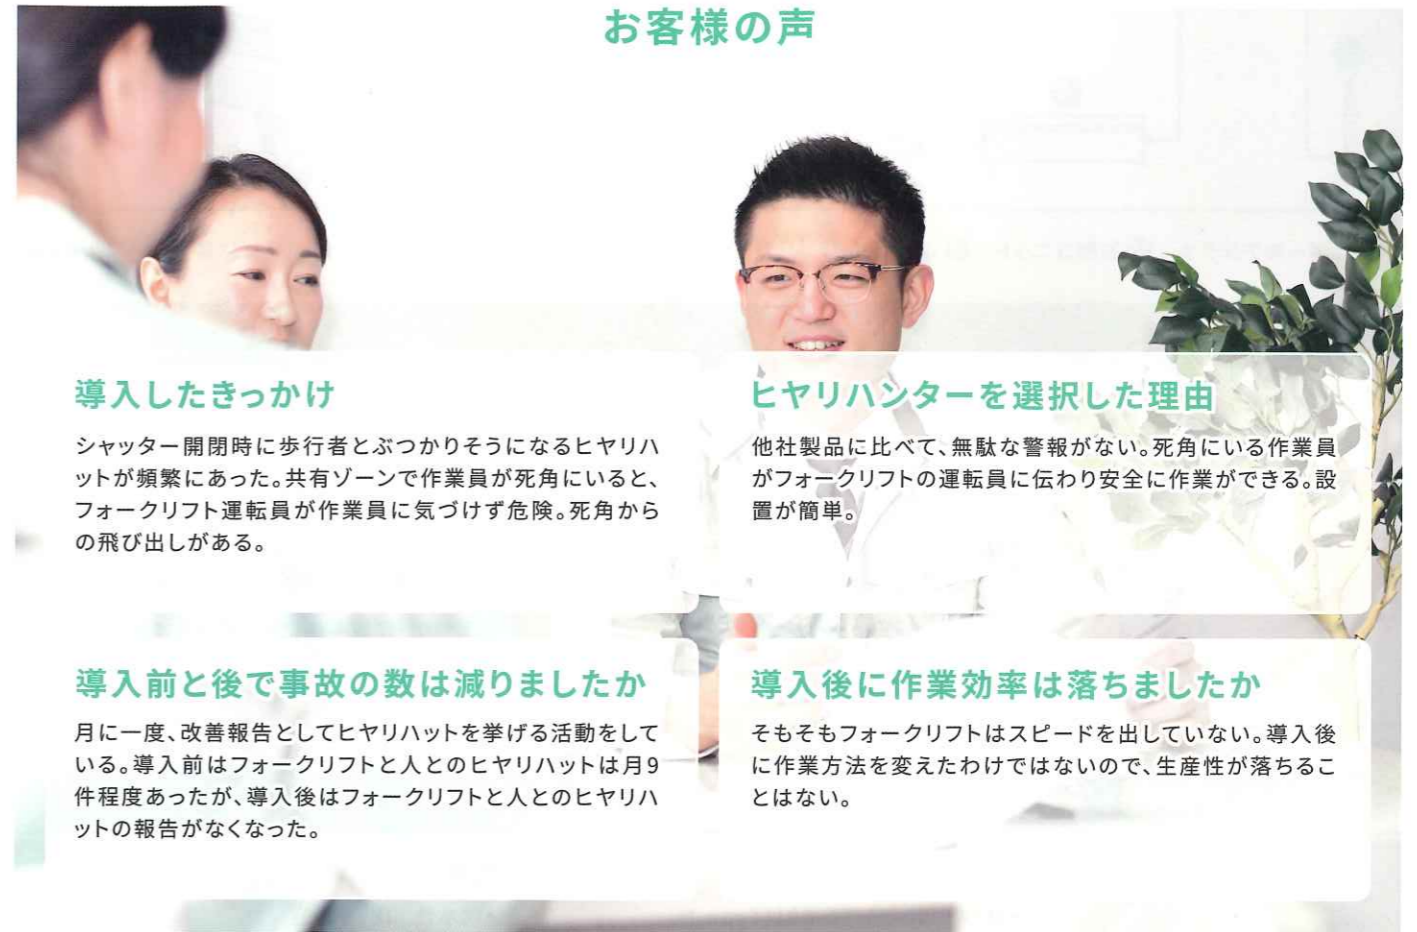 お客様の声
導入したきっかけ
シャッター開閉時に歩行者とぶつかりそうになるヒヤリハ
ットが頻繁にあった。共有ゾーンで作業員が死角にいると、
フォークリフト運転員が作業員に気づけず危険。死角から
の飛び出しがある。
ヒヤリハンターを選択した理由
他社製品に比べて、無駄な警報がない。死角にいる作業員
がフォークリフトの運転員に伝わり安全に作業ができる。設
置が簡単。
導入前と後で事故の数は減りましたか
月に一度、改善報告としてヒヤリハットを挙げる活動をして
いる。導入前はフォークリフトと人とのヒヤリハットは月9
件程度あったが、導入後はフォークリフトと人とのヒヤリハ
ットの報告がなくなった。
導入後に作業効率は落ちましたか
そもそもフォークリフトはスピードを出していない。導入後
に作業方法を変えたわけではないので、生産性が落ちるこ
とはない。